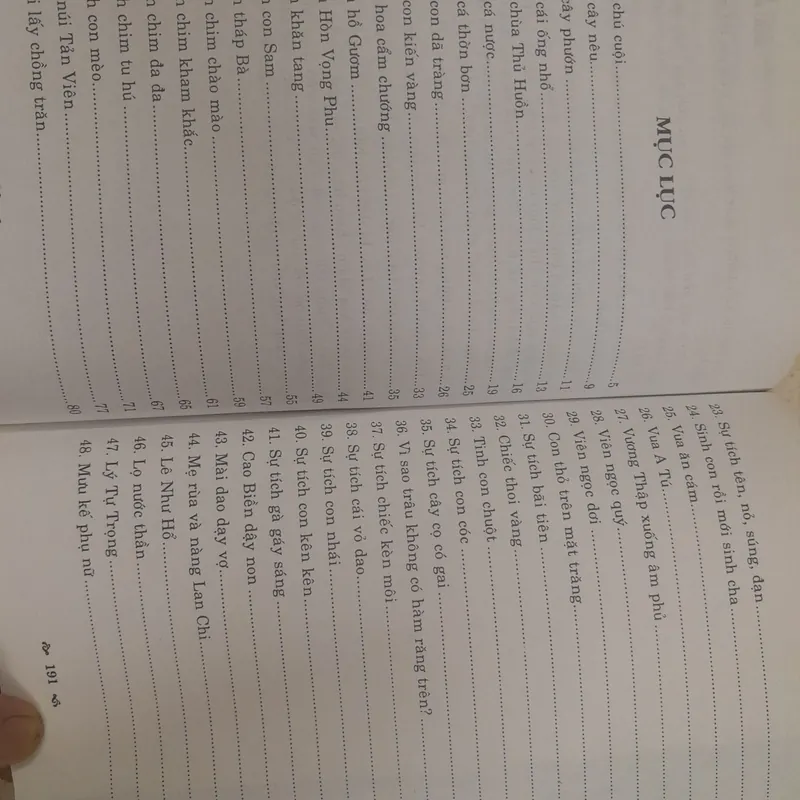 MỤC LỤC
chú cuội 5
cây nêu 9
cây phướn 11
cái ống nhổ 13
chùa Thủ Huồn 16
cá nược 19
cá thờn bơn 25
con dã tràng 26
con kiến vàng 33
hoa cẩm chướng 35
hồ Gươm 41
Hòn Vọng Phu 44
khăn tang 49
con Sam 55
tháp Bà 57
chim chào mào 59
chim kham khắc 61
chim đa đa 65
chim tu hú 67
con mèo 71
núi Tản Viên 77
lấy chồng trăn 80
23. Sự tích tên, nỏ, súng, đạn
24. Sinh con rồi mới sinh cha
25. Vua ăn cám
26. Vua A Tú
27. Vương Thập xuống âm phủ
28. Viên ngọc quý
29. Viên ngọc dơi
30. Con thỏ trên mặt trăng
31. Sự tích bãi tiên
32. Chiếc thoi vàng
33. Tinh con chuột
34. Sự tích con cóc
35. Sự tích cây cọ có gai
36. Vì sao trâu không có hàm răng trên?
37. Sự tích chiếc kèn môi
38. Sự tích cái vỏ dao
39. Sự tích con nhái
40. Sự tích con kên kên
41. Sự tích gà gáy sáng
42. Cao Biền dậy non
43. Mài dao dạy vợ
44. Mẹ rùa và nàng Lan Chi
45. Lê Như Hổ
46. Lọ nước thần
47. Lý Tự Trọng
48. Mưu kế phụ nữ
191